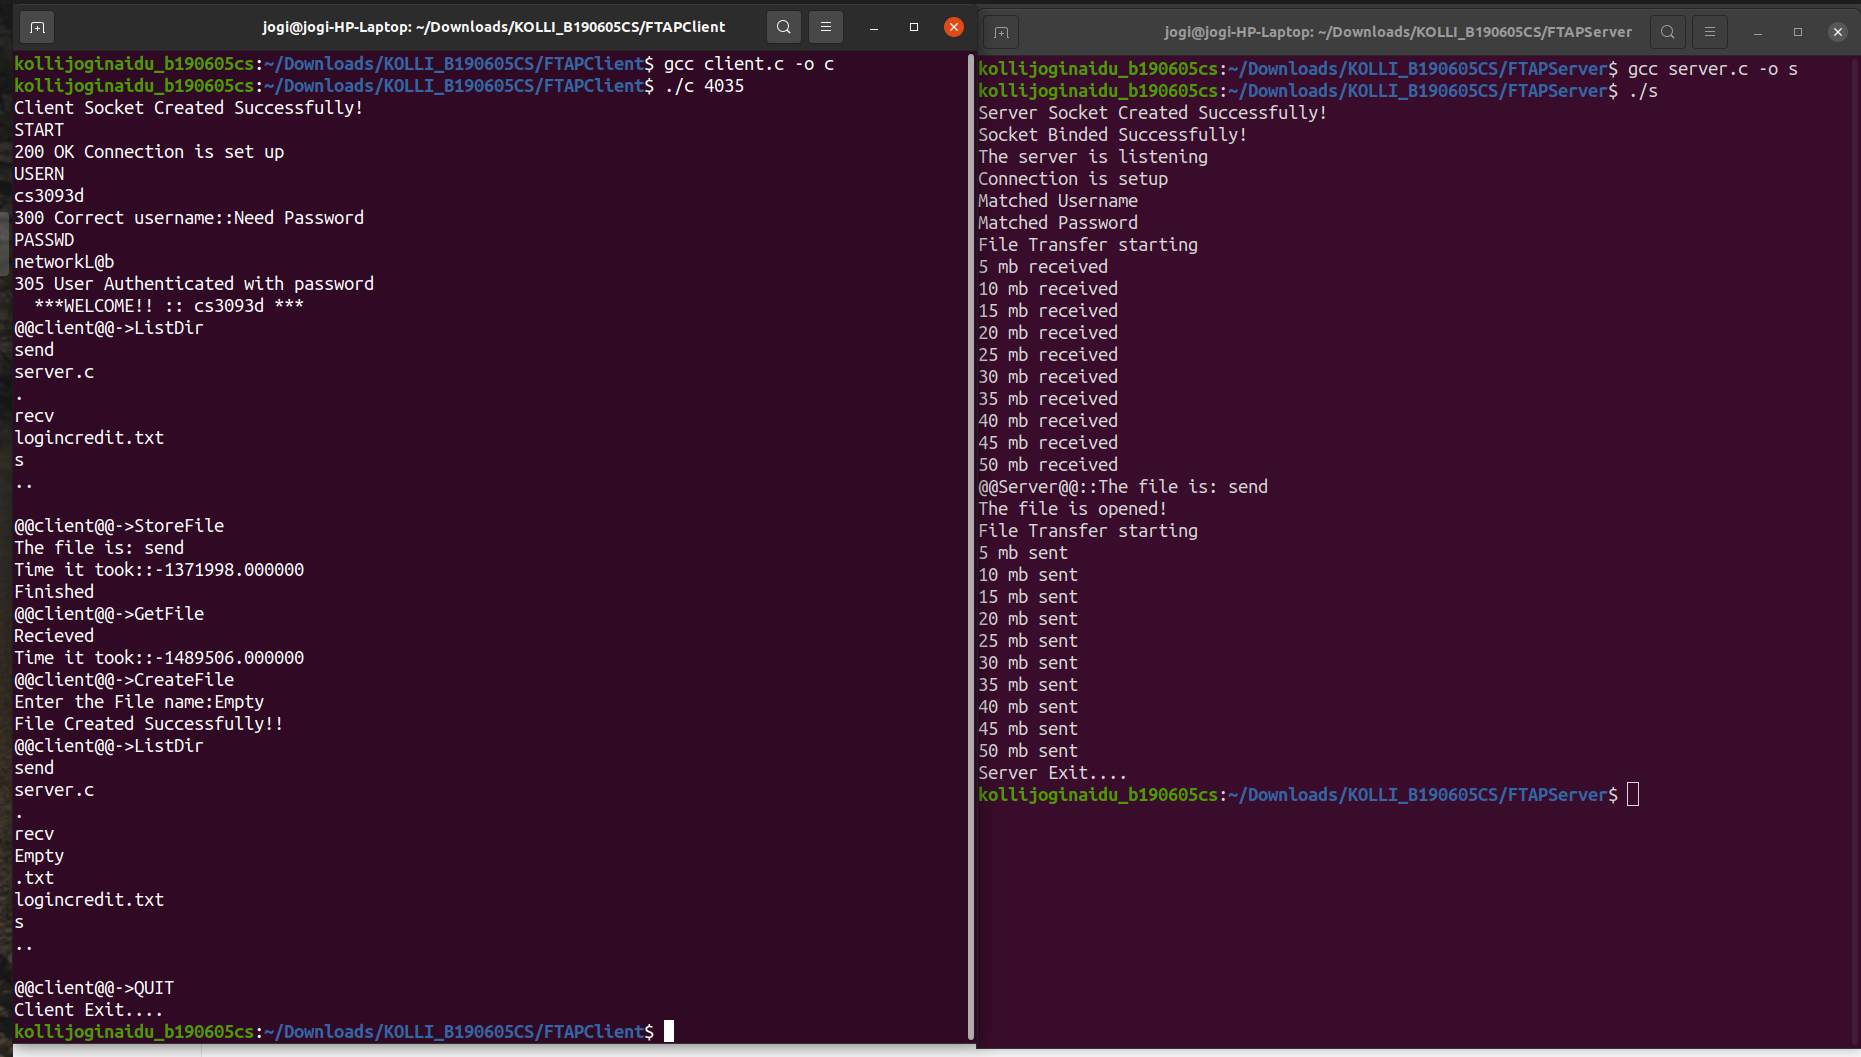 jogi@jogi-HP-Laptop: ~/Downloads/KOLLI_B190605CS/FTAPClient
kollijoginaidu_b190605cs:~/Downloads/KOLLI_B190605CS/FTAPClient$ gcc client.c -o c
kollijoginaidu_b190605cs:~/Downloads/KOLLI_B190605CS/FTAPClient$ ./c 4035
Client Socket Created Successfully!
START
200 OK Connection is set up
USERN
cs3093d
300 Correct username::Need Password
PASSWD
networkL@b
305 User Authenticated with password
  ***WELCOME!! :: cs3093d ***
@@client@@->ListDir
send
server.c
.
recv
logincredit.txt
s
..

@@client@@->StoreFile
The file is: send
Time it took::-1371998.000000
Finished
@@client@@->GetFile
Recieved
Time it took::-1489506.000000
@@client@@->CreateFile
Enter the File name:Empty
File Created Successfully!!
@@client@@->ListDir
send
server.c
.
recv
Empty
.txt
logincredit.txt
s
..

@@client@@->QUIT
Client Exit....
kollijoginaidu_b190605cs:~/Downloads/KOLLI_B190605CS/FTAPClient$
jogi@jogi-HP-Laptop: ~/Downloads/KOLLI_B190605CS/FTAPServer
kollijoginaidu_b190605cs:~/Downloads/KOLLI_B190605CS/FTAPServer$ gcc server.c -o s
kollijoginaidu_b190605cs:~/Downloads/KOLLI_B190605CS/FTAPServer$ ./s
Server Socket Created Successfully!
Socket Binded Successfully!
The server is listening
Connection is setup
Matched Username
Matched Password
File Transfer starting
5 mb received
10 mb received
15 mb received
20 mb received
25 mb received
30 mb received
35 mb received
40 mb received
45 mb received
50 mb received
@@Server@@::The file is: send
The file is opened!
File Transfer starting
5 mb sent
10 mb sent
15 mb sent
20 mb sent
25 mb sent
30 mb sent
35 mb sent
40 mb sent
45 mb sent
50 mb sent
Server Exit....
kollijoginaidu_b190605cs:~/Downloads/KOLLI_B190605CS/FTAPServer$